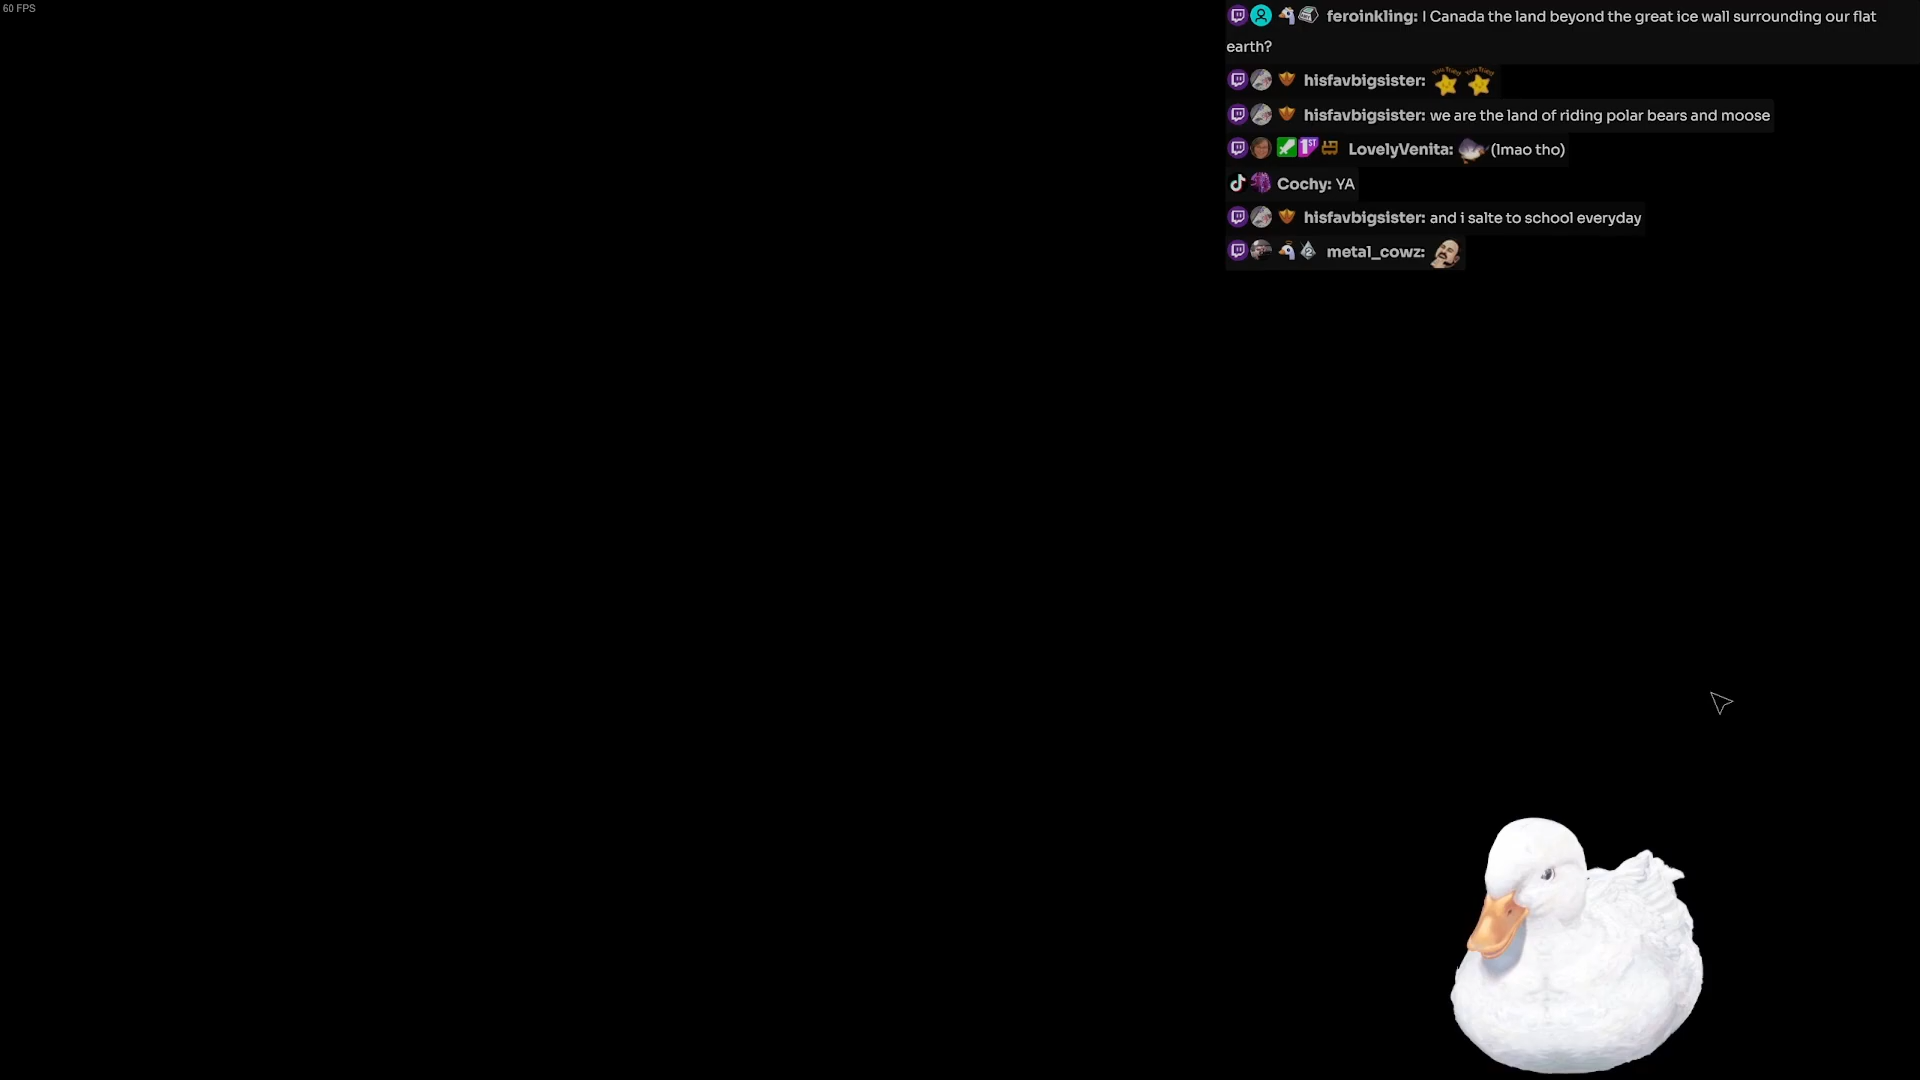 60 FPS
feroinkling: I Canada the land beyond the great ice wall surrounding our flat
earth?
hisfavbigsister:
hisfavbigsister: we are the land of riding polar bears and moose
LovelyVenita: (lmao tho)
Cochy: YA
hisfavbigsister: and i salte to school everyday
metal_cowz: